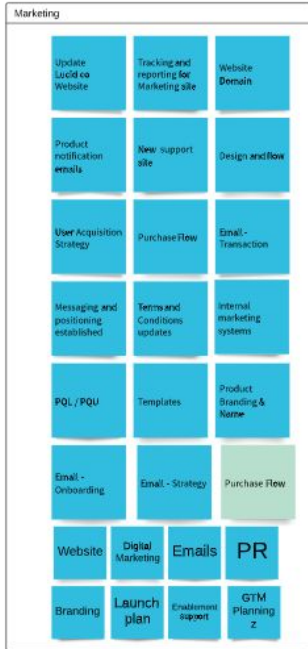 Marketing
Update
Lucid co
Website
Tracking and
reporting for
Marketing site
Website
Domain
Product
notification
emails
New support
site
Design and flow
User Acquisition
Strategy
Purchase Flow
Email -
Transaction
Messaging and
positioning
established
Terms and
Conditions
updates
Internal
marketing
systems
PQL / PQU
Templates
Product
Branding &
Name
Email -
Onboarding
Email - Strategy
Purchase Flow
Website
Digital
Marketing
Emails
PR
Branding
Launch
plan
Enablement
support
GTM
Planning
z